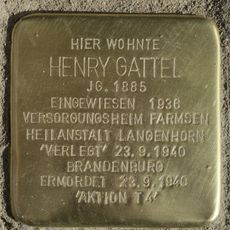 HIER WOHNTE
HENRY GATTEL
JG. 1885
EINGEWIESEN 1936
VERSORGUNGSHEIM FARMSEN
HEILANSTALT LANGENHORN
'VERLEGT' 23.9.1940
BRANDENBURG
ERMORDET 23.9.1940
'AKTION T4'